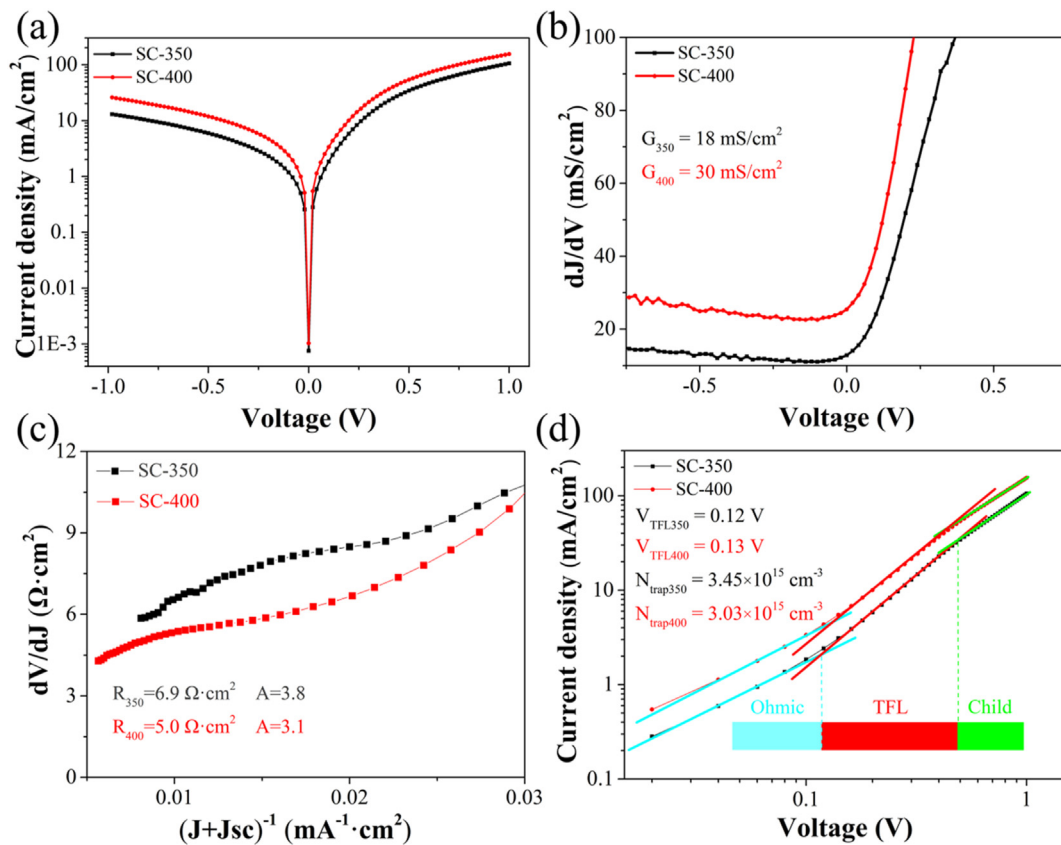 (a)
SC-350
SC-400
100
10
1
0.1
0.01
1E-3
Current density (mA/cm²)
-1.0
-0.5
0.0
0.5
1.0
Voltage (V)
(b)
SC-350
SC-400
G₃₅₀ = 18 mS/cm²
G₄₀₀ = 30 mS/cm²
100
80
60
40
20
dJ/dV (mS/cm²)
-0.5
0.0
0.5
Voltage (V)
(c)
SC-350
SC-400
12
9
6
3
0
dV/dJ (Ω·cm²)
R₃₅₀=6.9 Ω·cm² A=3.8
R₄₀₀=5.0 Ω·cm² A=3.1
0.01
0.02
0.03
(J+Jsc)⁻¹ (mA⁻¹·cm²)
(d)
SC-350
SC-400
V_TFL350 = 0.12 V
V_TFL400 = 0.13 V
N_trap350 = 3.45×10¹⁵ cm⁻³
N_trap400 = 3.03×10¹⁵ cm⁻³
Ohmic
TFL
Child
100
10
1
0.1
Current density (mA/cm²)
0.1
1
Voltage (V)